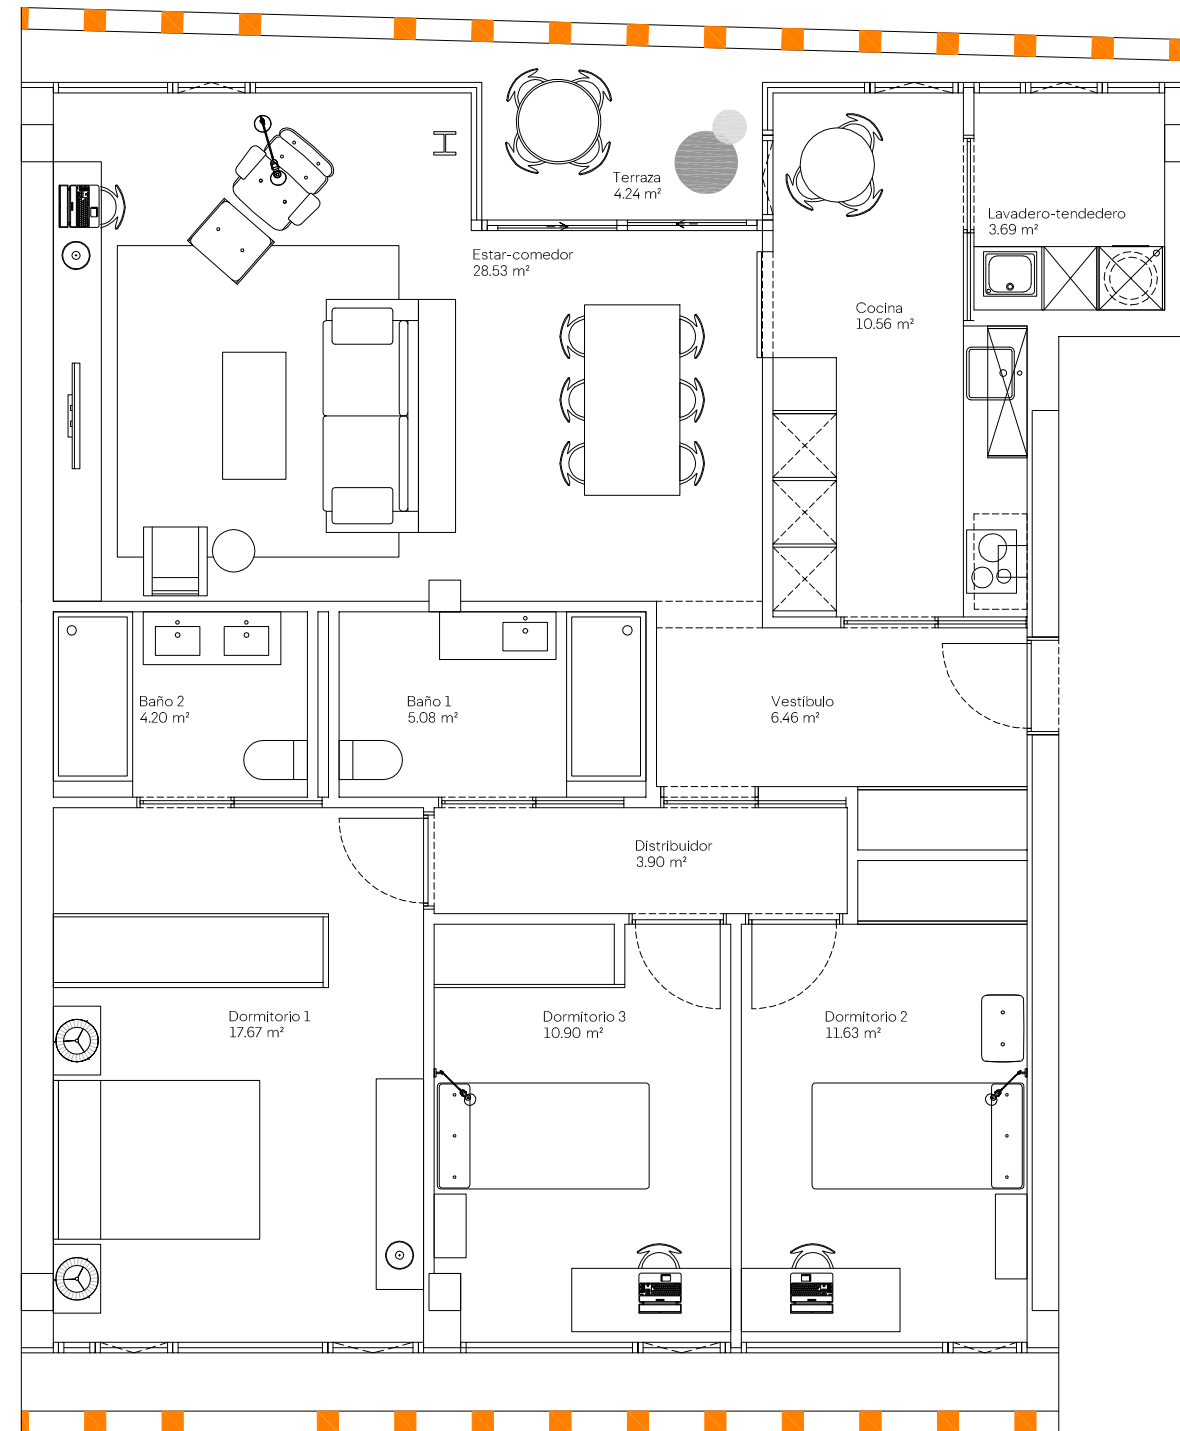 Terraza
4.24 m²
Lavadero-tendedero
3.69 m²
Estar-comedor
28.53 m²
Cocina
10.56 m²
Baño 2
4.20 m²
Baño 1
5.08 m²
Vestíbulo
6.46 m²
Distribuidor
3.90 m²
Dormitorio 1
17.67 m²
Dormitorio 3
10.90 m²
Dormitorio 2
11.63 m²